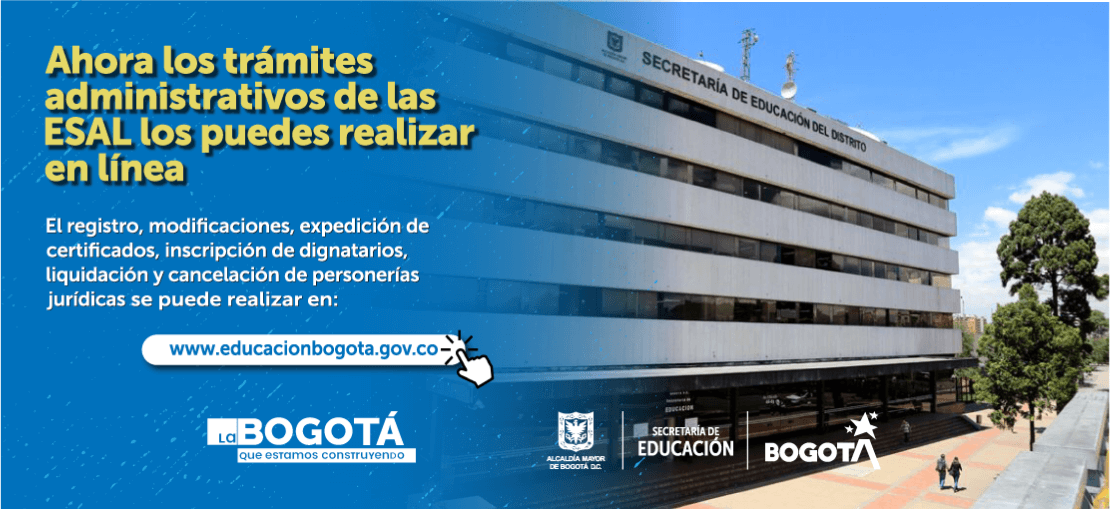 Ahora los trámites
administrativos de las
ESAL los puedes realizar
en línea
El registro, modificaciones, expedición de
certificados, inscripción de dignatarios,
liquidación y cancelación de personerías
jurídicas se puede realizar en:
www.educacionbogota.gov.co
SECRETARÍA DE EDUCACIÓN DEL DISTRITO
La BOGOTÁ
QUE ESTAMOS CONSTRUYENDO
ALCALDÍA MAYOR
DE BOGOTÁ D.C.
SECRETARÍA DE
EDUCACIÓN
BOGOTÁ